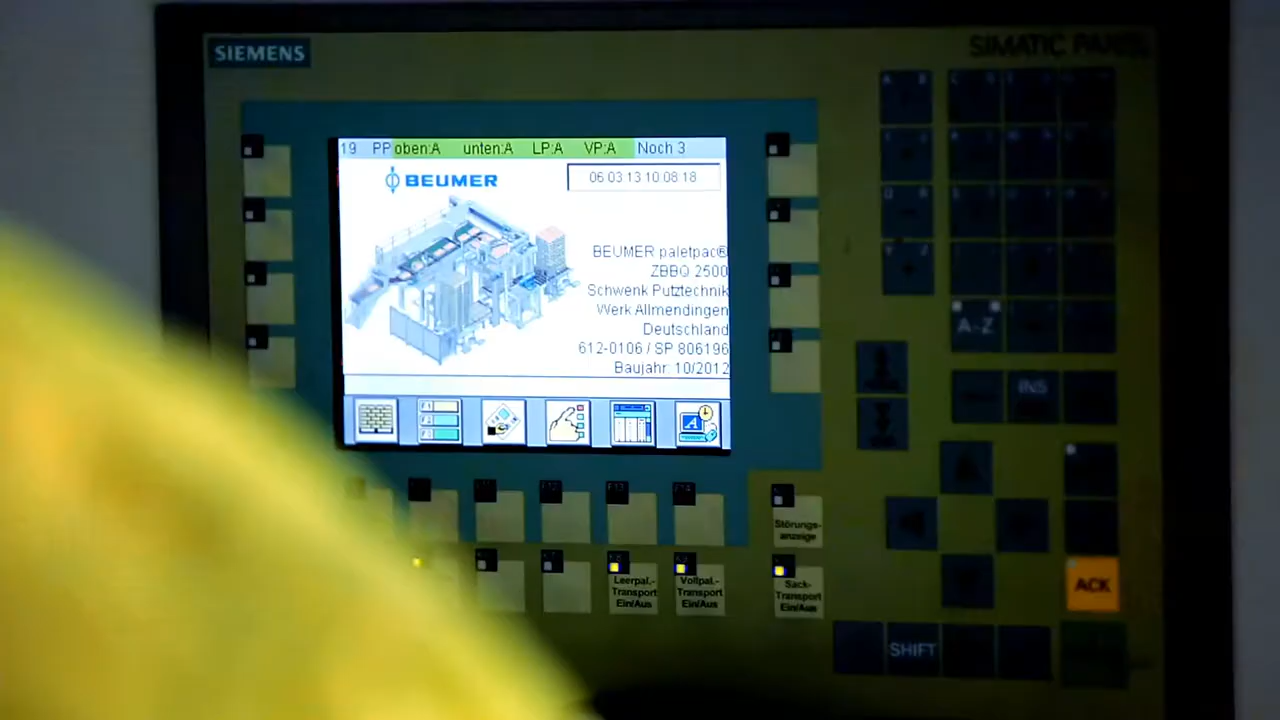 SIEMENS
SIMATIC PANEL
19 PP oben:A unten:A LP:A VP:A Noch 3
BEUMER
06 03 13 10:08:18
BEUMER paletpac®
ZBBQ 2500
Schwenk Putztechnik
Werk Allmendingen
Deutschland
612-0106 / SP 806196
Baujahr: 10/2012
A-Z
INS
Störungs-
anzeige
Leerpal.-
Transport
Ein/Aus
Vollpal.-
Transport
Ein/Aus
Sack-
Transport
Ein/Aus
ACK
SHIFT